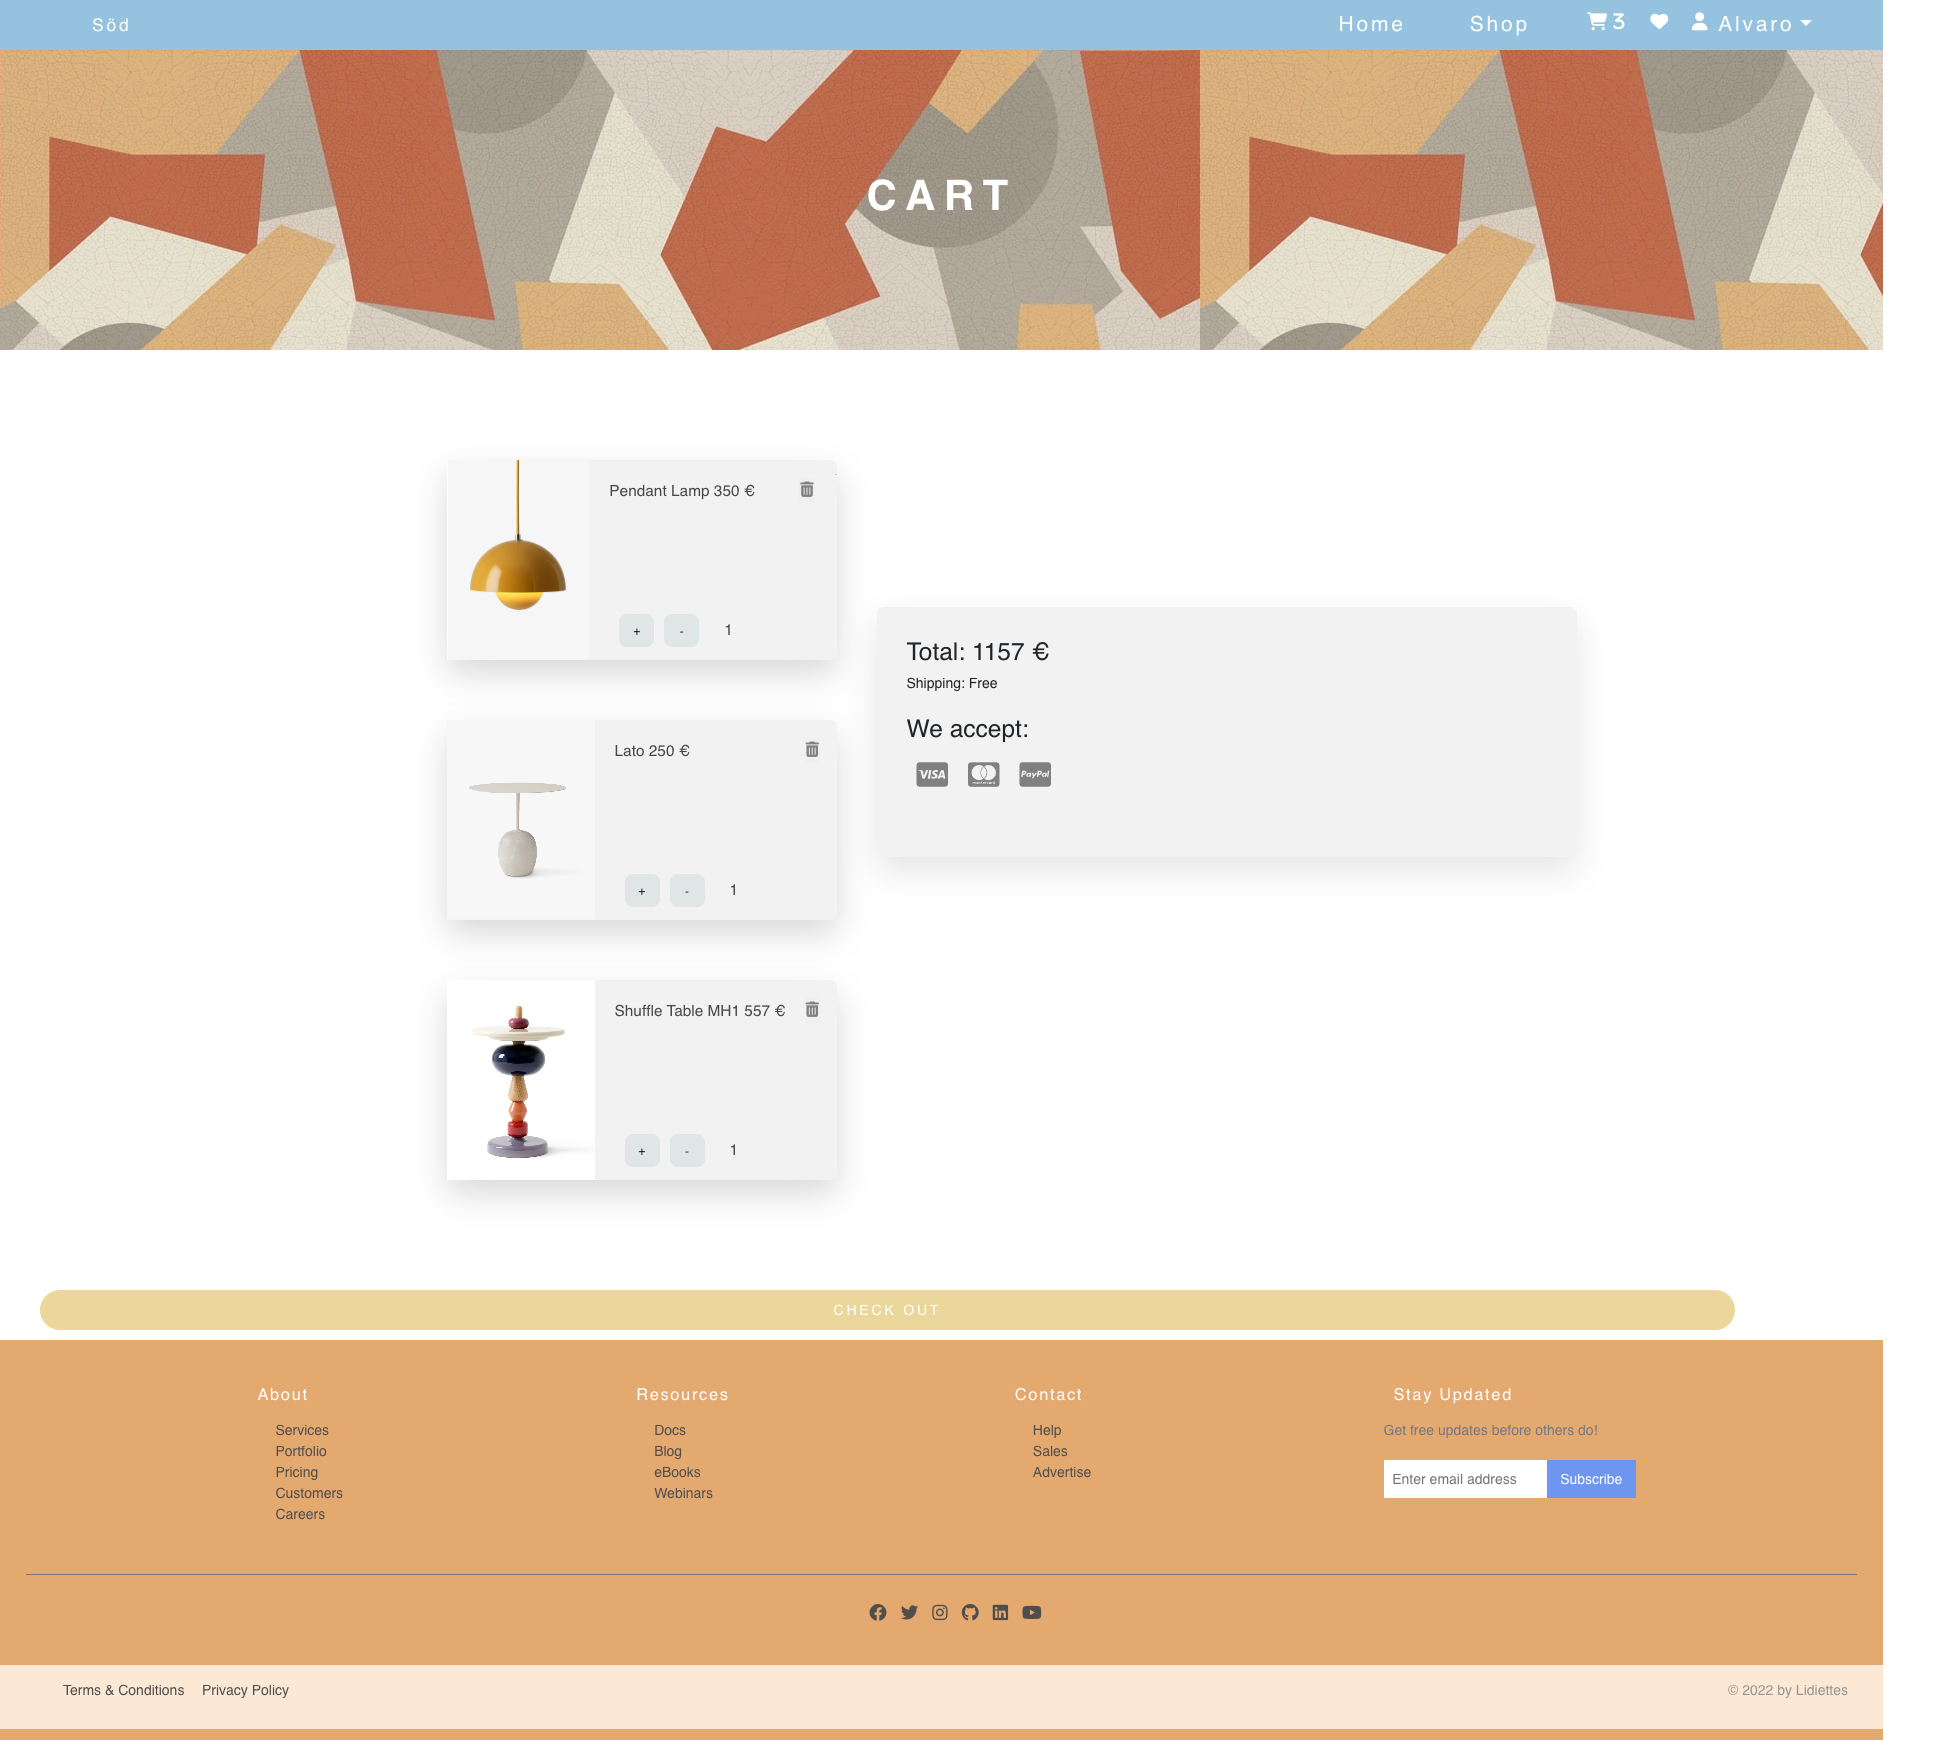 Söd
Home
Shop
3
Alvaro
CART
Pendant Lamp 350 €
+ - 1
Lato 250 €
+ - 1
Shuffle Table MH1 557 €
+ - 1
Total: 1157 €
Shipping: Free
We accept:
VISA
mastercard
PayPal
CHECK OUT
About
Services
Portfolio
Pricing
Customers
Careers
Resources
Docs
Blog
eBooks
Webinars
Contact
Help
Sales
Advertise
Stay Updated
Get free updates before others do!
Enter email address
Subscribe
Terms & Conditions
Privacy Policy
© 2022 by Lidiettes